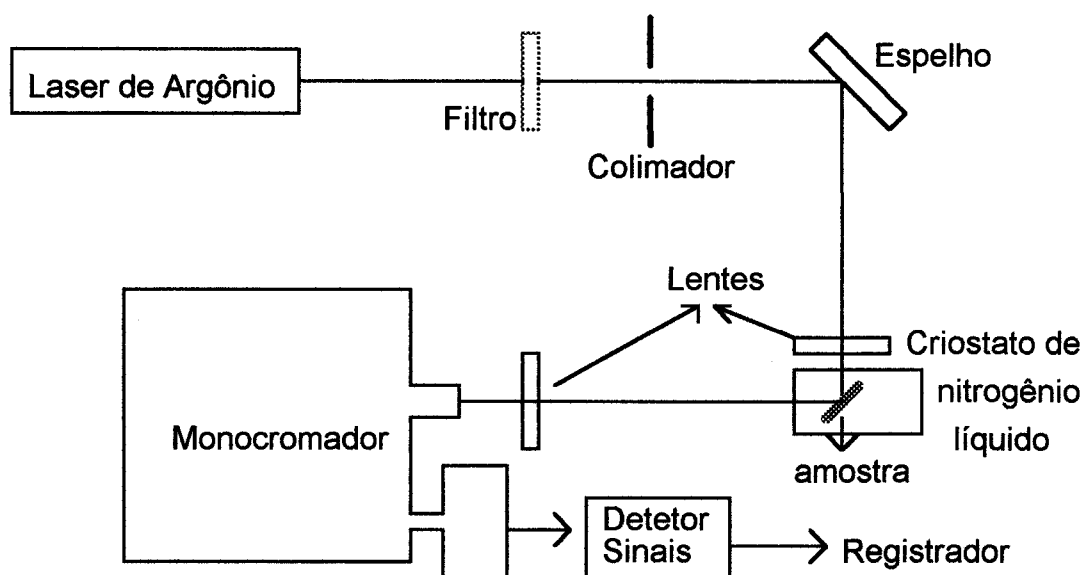 Laser de Argônio
Filtro
Colimador
Espelho
Lentes
Criostato de
nitrogênio
líquido
amostra
Monocromador
Detetor
Sinais
Registrador